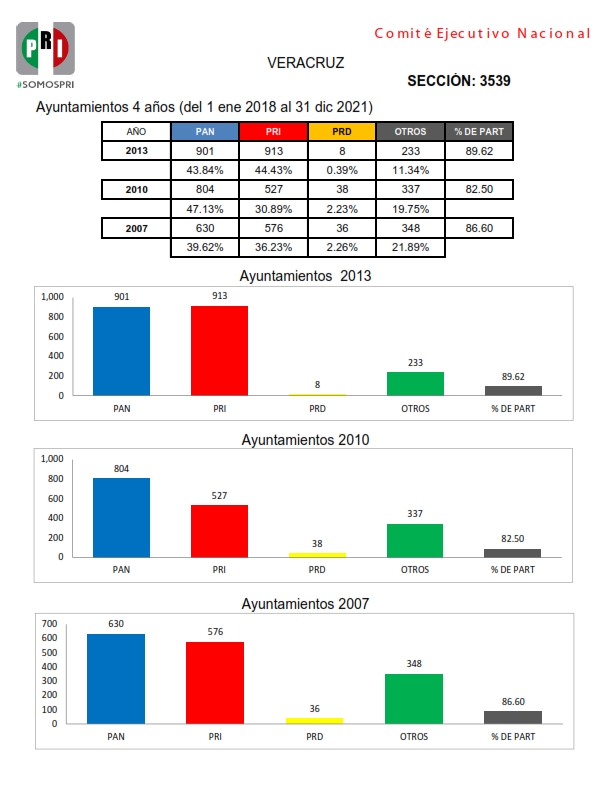 Comité Ejecutivo Nacional
PRI
#SOMOSPRI
VERACRUZ
SECCIÓN: 3539
Ayuntamientos 4 años (del 1 ene 2018 al 31 dic 2021)
AÑO PAN PRI PRD OTROS % DE PART
2013 901 913 8 233 89.62
43.84% 44.43% 0.39% 11.34%
2010 804 527 38 337 82.50
47.13% 30.89% 2.23% 19.75%
2007 630 576 36 348 86.60
39.62% 36.23% 2.26% 21.89%
Ayuntamientos 2013
1,000
800
600
400
200
0
901 913 8 233 89.62
PAN PRI PRD OTROS % DE PART
Ayuntamientos 2010
1,000
800
600
400
200
0
804 527 38 337 82.50
PAN PRI PRD OTROS % DE PART
Ayuntamientos 2007
700
600
500
400
300
200
100
0
630 576 36 348 86.60
PAN PRI PRD OTROS % DE PART